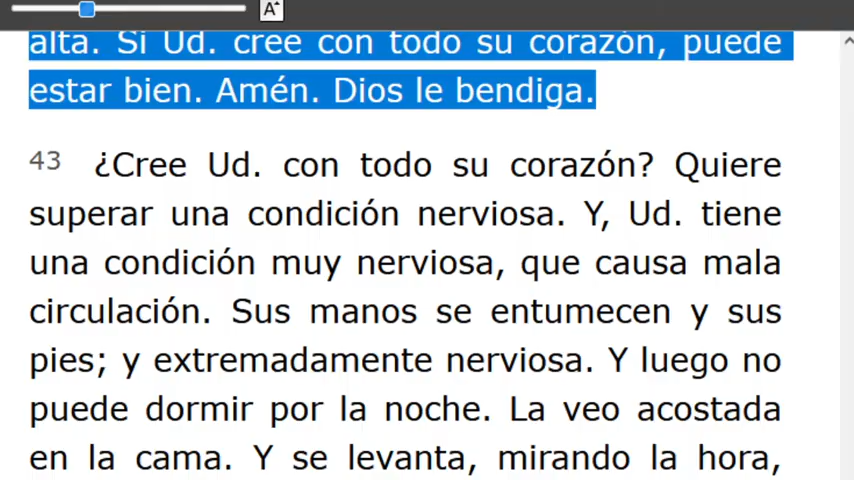 A
alta. Si Ud. cree con todo su corazón, puede
estar bien. Amén. Dios le bendiga.
43 ¿Cree Ud. con todo su corazón? Quiere
superar una condición nerviosa. Y, Ud. tiene
una condición muy nerviosa, que causa mala
circulación. Sus manos se entumecen y sus
pies; y extremadamente nerviosa. Y luego no
puede dormir por la noche. La veo acostada
en la cama. Y se levanta, mirando la hora,